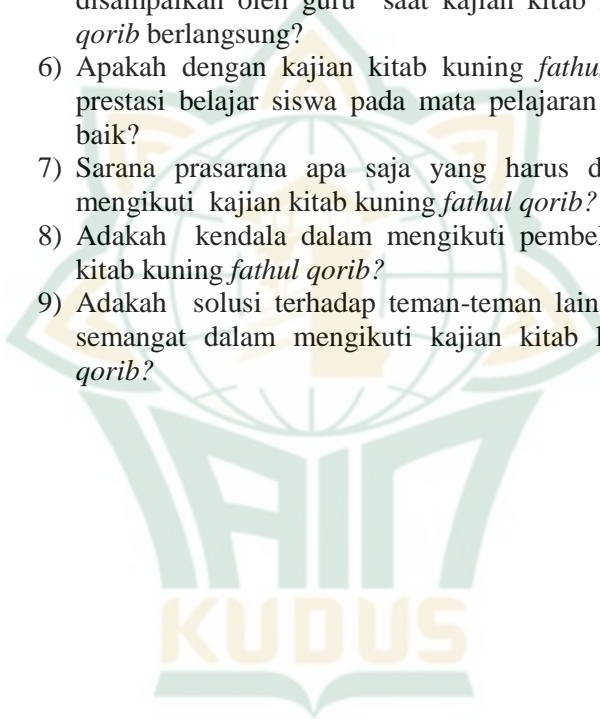 disampaikan oleh guru saat kajian kitab
qorib berlangsung?
6) Apakah dengan kajian kitab kuning
prestasi belajar siswa pada mata pelajaran
baik?
7) Sarana prasarana apa saja yang harus
mengikuti kajian kitab kuning fathul qorib?
8) Adakah kendala dalam mengikuti
kitab kuning fathul qorib?
9) Adakah solusi terhadap teman-teman lain
semangat dalam mengikuti kajian kitab
qorib?
IAIN
KUDUS